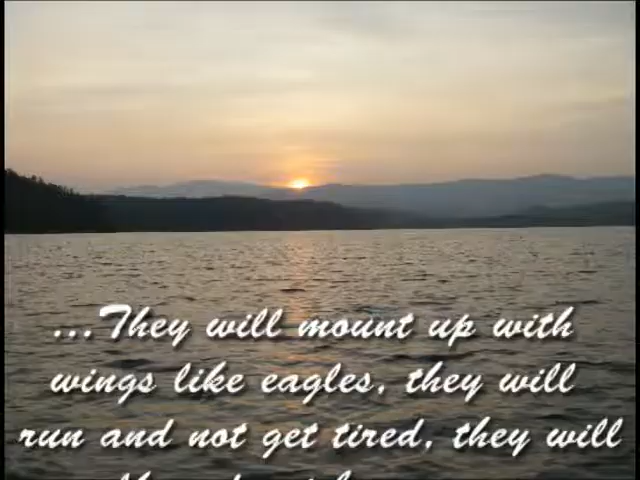 ...They will mount up with
wings like eagles, they will
run and not get tired, they will